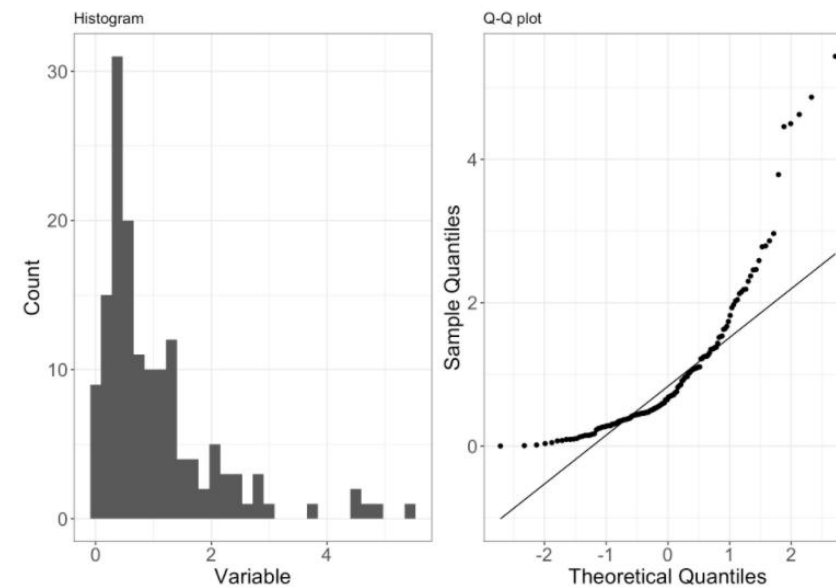 Histogram
30
20
10
0
Count
0 2 4
Variable
Q-Q plot
4
2
0
Sample Quantiles
-2 -1 0 1 2
Theoretical Quantiles